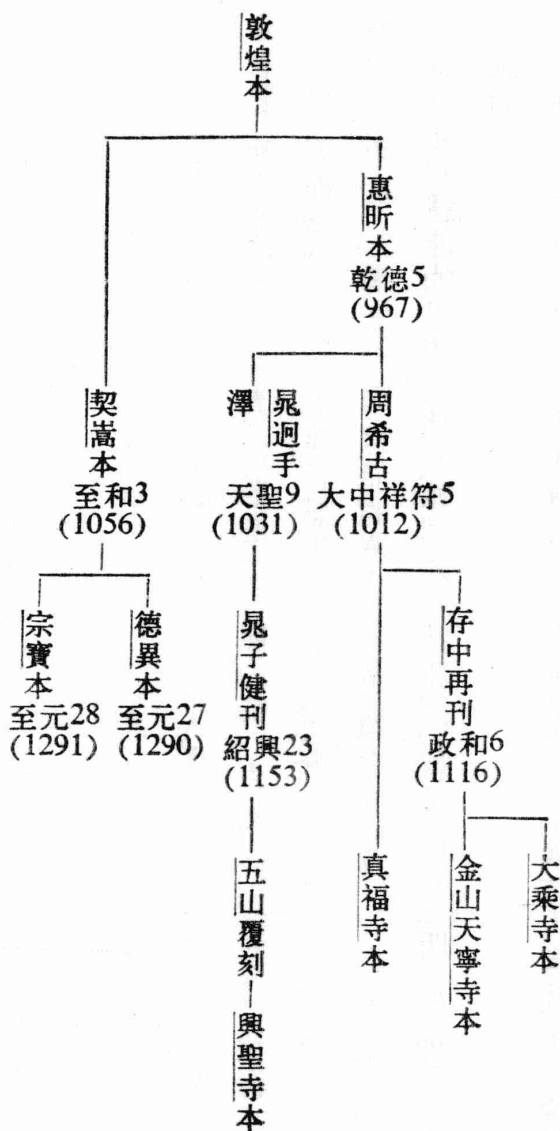 敦煌本
惠昕本
乾德5
(967)
契嵩本
至和3
(1056)
晁迥手
澤
天聖9
(1031)
周希古
大中祥符5
(1012)
宗寶本
至元28
(1291)
德異本
至元27
(1290)
晁子健刊
紹興23
(1153)
存中再刊
政和6
(1116)
五山覆刻
興聖寺本
真福寺本
金山天寧寺本
大乘寺本